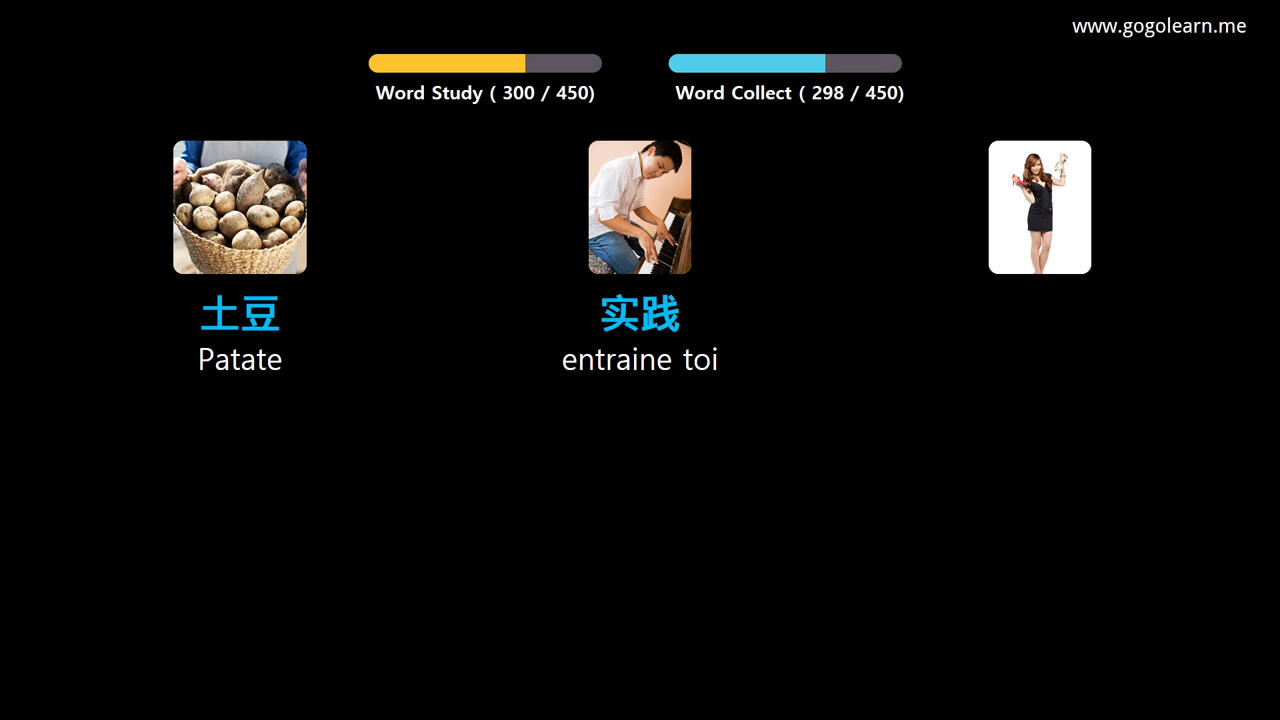 www.gogolearn.me
Word Study ( 300 / 450)
Word Collect ( 298 / 450)
土豆
Patate
实践
entraine toi